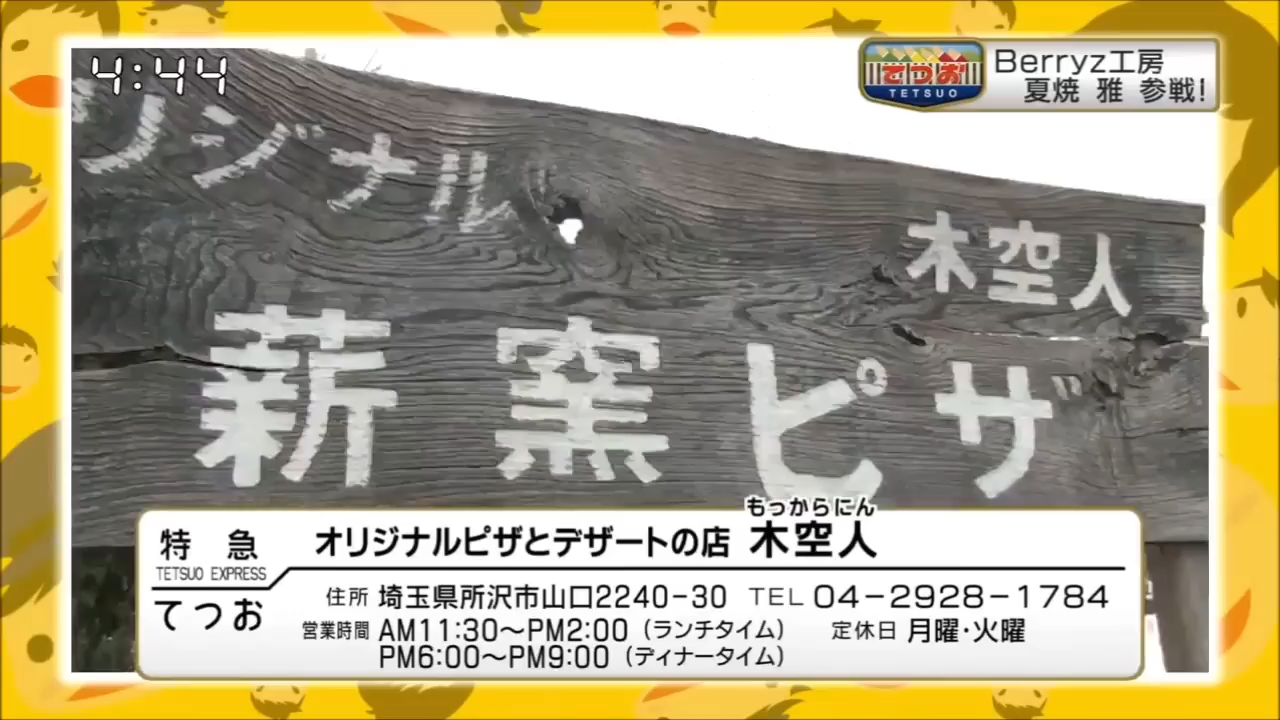 4:44
てつお
TETSUO
Berryz工房
夏焼 雅 参戦!
リジナル
木空人
薪窯ピザ
特急
TETSUO EXPRESS
てつお
もっからにん
オリジナルピザとデザートの店 木空人
住所 埼玉県所沢市山口2240-30 TEL 04-2928-1784
営業時間 AM11:30～PM2:00（ランチタイム） 定休日 月曜・火曜
PM6:00～PM9:00（ディナータイム）